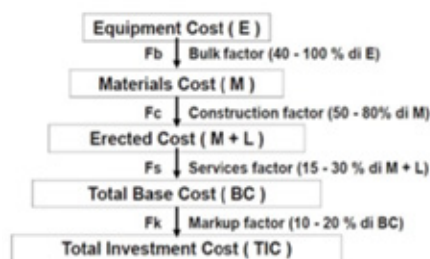 Equipment Cost ( E )
Fb Bulk factor (40 - 100 % di E)
Materials Cost ( M )
Fc Construction factor (50 - 80% di M)
Erected Cost ( M + L )
Fs Services factor (15 - 30 % di M + L)
Total Base Cost ( BC )
Fk Markup factor (10 - 20 % di BC)
Total Investment Cost ( TIC )